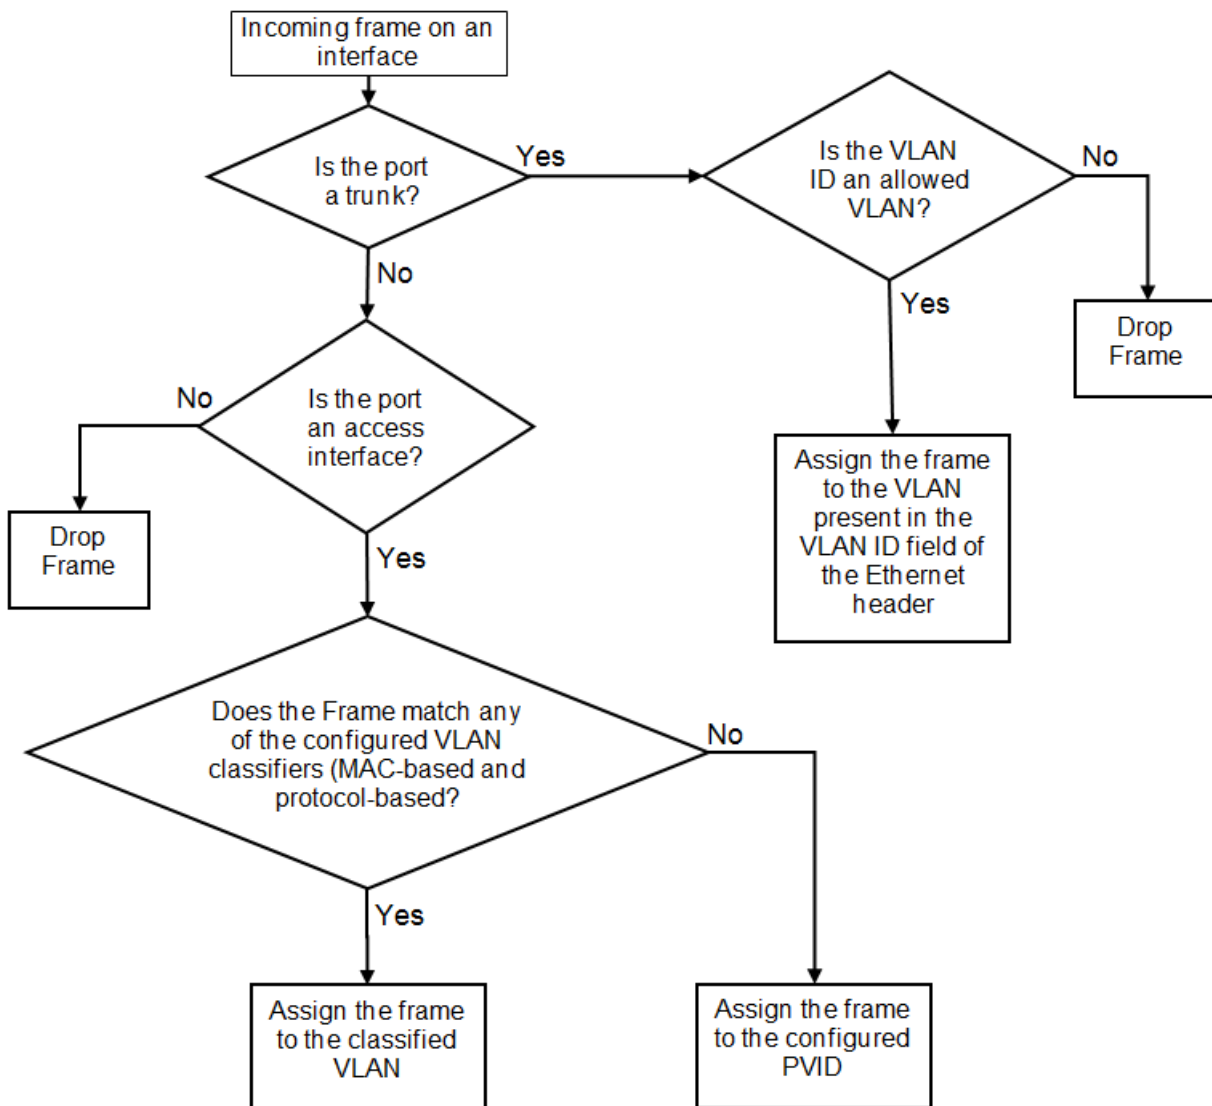 Incoming frame on an
interface
Is the port
a trunk?
Yes
Is the VLAN
ID an allowed
VLAN?
No
No
Yes
Drop
Frame
No
Is the port
an access
interface?
Assign the frame
to the VLAN
present in the
VLAN ID field of
the Ethernet
header
Drop
Frame
Yes
Does the Frame match any
of the configured VLAN
classifiers (MAC-based and
protocol-based?
No
Yes
Assign the frame
to the classified
VLAN
Assign the frame
to the configured
PVID